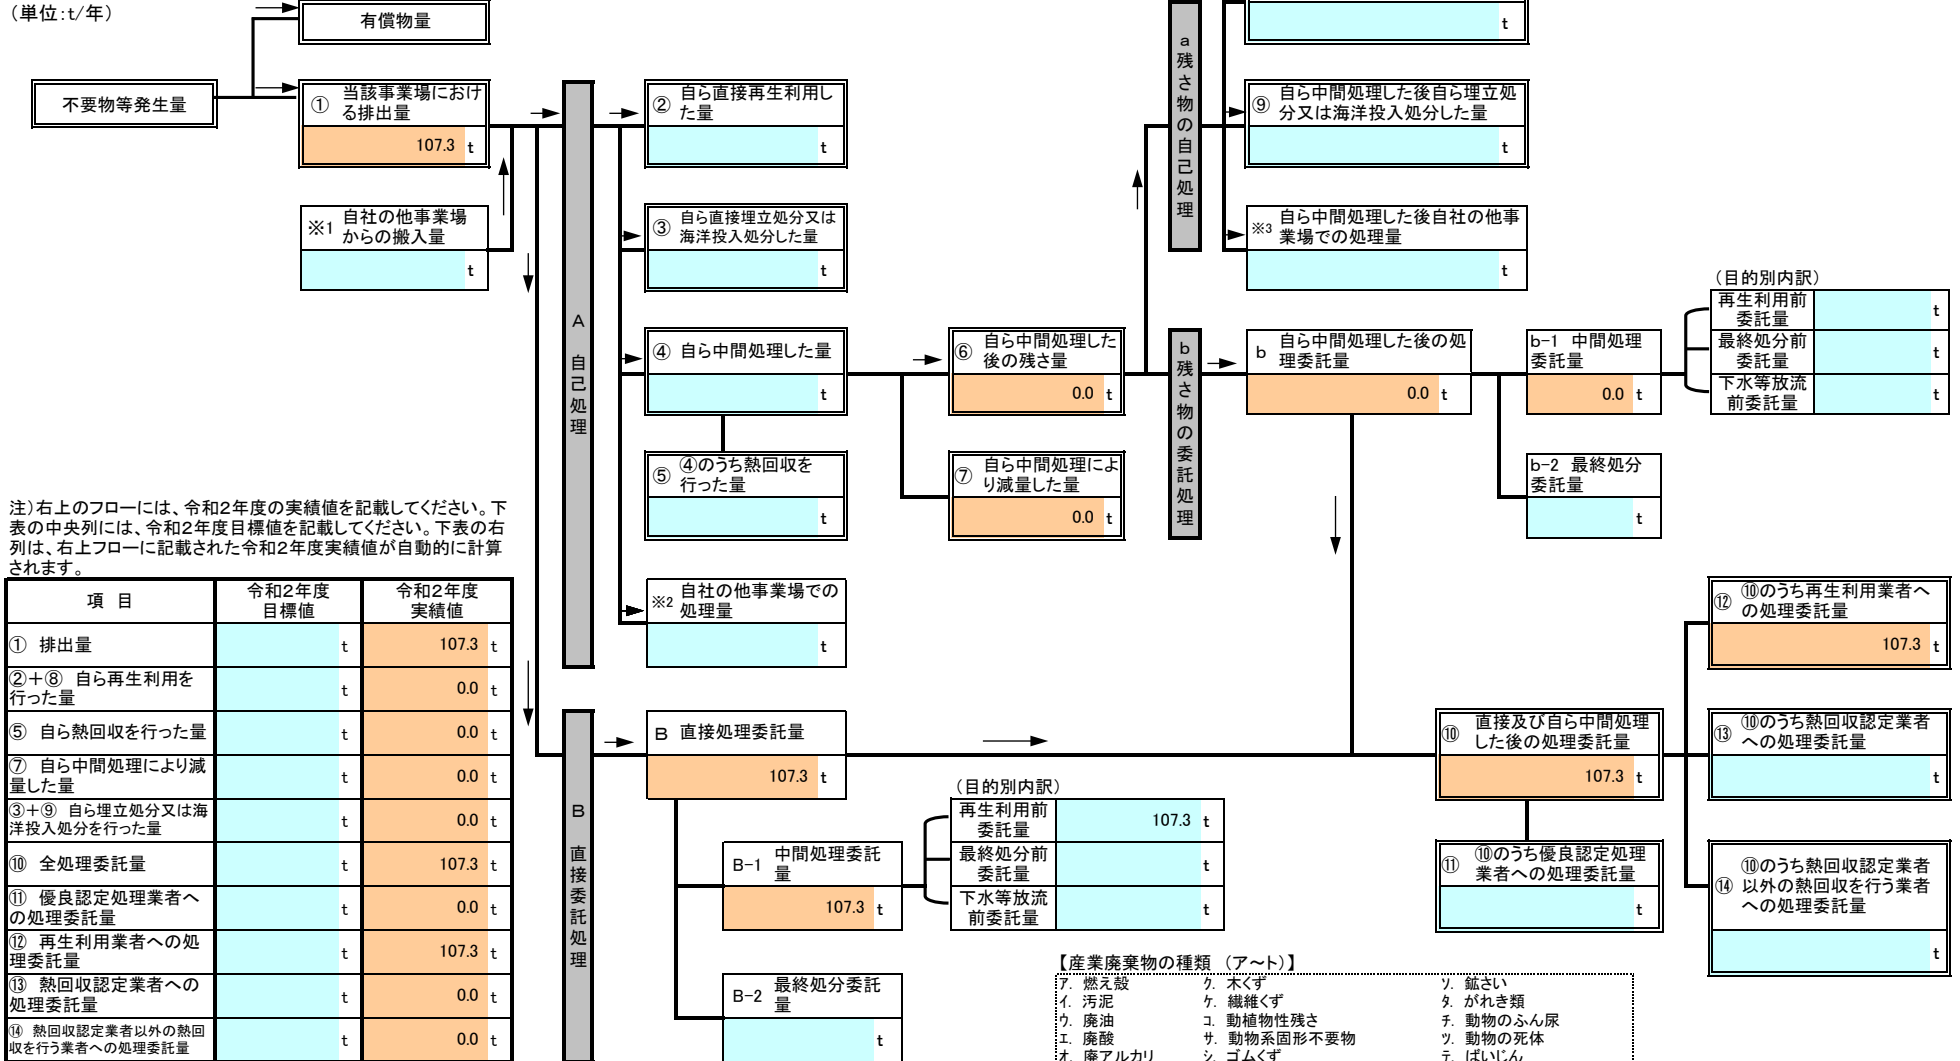 （単位：t/年）
有償物量
不要物等発生量
① 当該事業場におけ
る排出量
107.3 t
※1 自社の他事業場
からの搬入量
t
A 自己処理
② 自ら直接再生利用し
た量
t
③ 自ら直接埋立処分又は
海洋投入処分した量
t
④ 自ら中間処理した量
t
⑤ ④のうち熱回収を
行った量
t
※2 自社の他事業場での
処理量
t
⑥ 自ら中間処理した
後の残さ量
0.0 t
⑦ 自ら中間処理によ
り減量した量
0.0 t
a 残さ物の自己処理
t
⑨ 自ら中間処理した後自ら埋立処
分又は海洋投入処分した量
t
※3 自ら中間処理した後自社の他事
業場での処理量
t
b 残さ物の委託処理
b 自ら中間処理した後の処
理委託量
0.0 t
b-1 中間処理
委託量
0.0 t
b-2 最終処分
委託量
t
（目的別内訳）
再生利用前
委託量 t
最終処分前
委託量 t
下水等放流
前委託量 t
注）右上のフローには、令和2年度の実績値を記載してください。下
表の中央列には、令和2年度目標値を記載してください。下表の右
列は、右上フローに記載された令和2年度実績値が自動的に計算
されます。
項 目 令和2年度 目標値 令和2年度 実績値
① 排出量 t 107.3 t
②＋⑧ 自ら再生利用を
行った量 t 0.0 t
⑤ 自ら熱回収を行った量 t 0.0 t
⑦ 自ら中間処理により減
量した量 t 0.0 t
③＋⑨ 自ら埋立処分又は海
洋投入処分を行った量 t 0.0 t
⑩ 全処理委託量 t 107.3 t
⑪ 優良認定処理業者へ
の処理委託量 t 0.0 t
⑫ 再生利用業者への処
理委託量 t 107.3 t
⑬ 熱回収認定業者への
処理委託量 t 0.0 t
⑭ 熱回収認定業者以外の熱回
収を行う業者への処理委託量 t 0.0 t
B 直接委託処理
B 直接処理委託量
107.3 t
B-1 中間処理委託
量
107.3 t
B-2 最終処分委託
量
t
（目的別内訳）
再生利用前
委託量 107.3 t
最終処分前
委託量 t
下水等放流
前委託量 t
⑩ 直接及び自ら中間処理
した後の処理委託量
107.3 t
⑪ ⑩のうち優良認定処理
業者への処理委託量
t
⑫ ⑩のうち再生利用業者へ
の処理委託量
107.3 t
⑬ ⑩のうち熱回収認定業者
への処理委託量
t
⑭ ⑩のうち熱回収認定業者
以外の熱回収を行う業者
への処理委託量
t
【産業廃棄物の種類 （ア～ト）】
ア. 燃え殻 ク. 木くず ソ. 鉱さい
イ. 汚泥 ケ. 繊維くず タ. がれき類
ウ. 廃油 コ. 動植物性残さ チ. 動物のふん尿
エ. 廃酸 サ. 動物系固形不要物 ツ. 動物の死体
オ. 廃アルカリ シ. ゴムくず テ. ばいじん